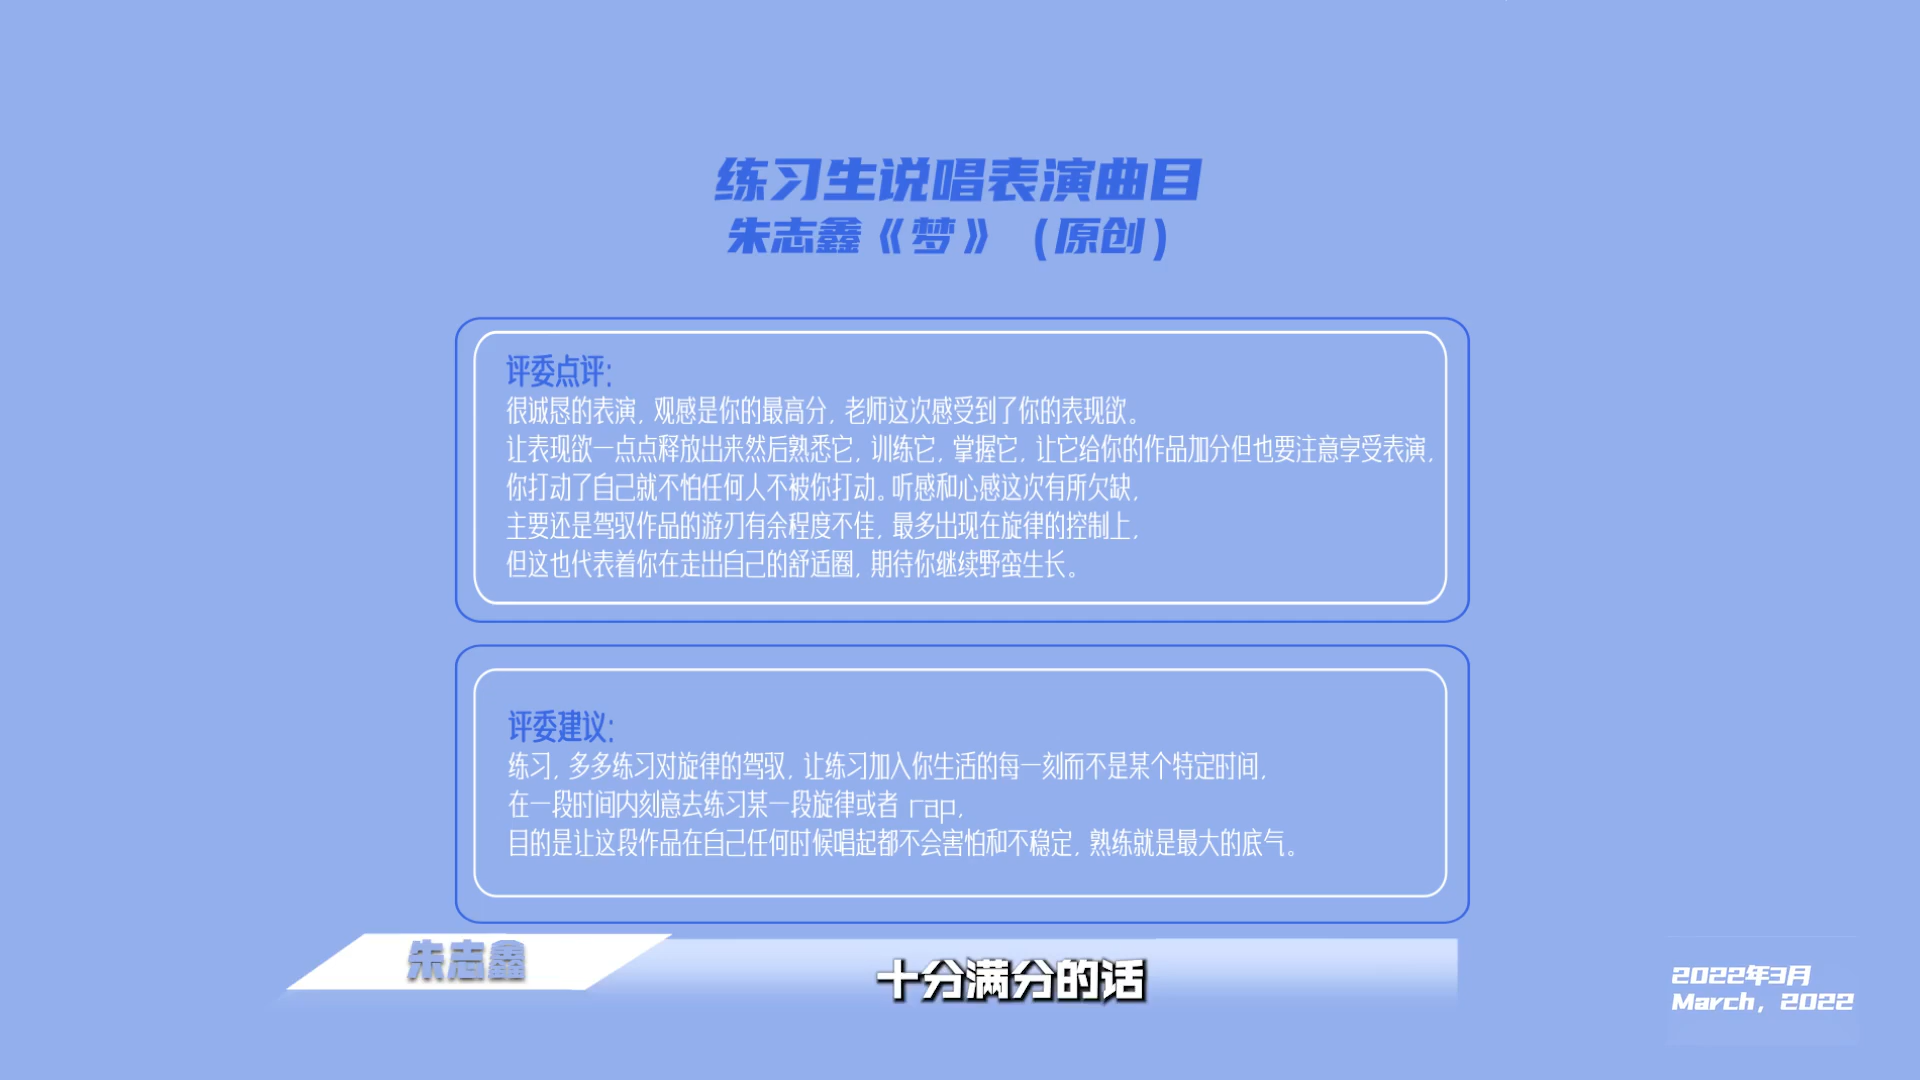 练习生说唱表演曲目
朱志鑫《梦》（原创）
评委点评:
很诚恳的表演, 观感是你的最高分, 老师这次感受到了你的表现欲。
让表现欲一点点释放出来然后熟悉它, 训练它, 掌握它, 让它给你的作品加分但也要注意享受表演,
你打动了自己就不怕任何人不被你打动。听感和心感这次有所欠缺,
主要还是驾驭作品的游刃有余程度不佳, 最多出现在旋律的控制上,
但这也代表着你在走出自己的舒适圈, 期待你继续野蛮生长。
评委建议:
练习, 多多练习对旋律的驾驭, 让练习加入你生活的每一刻而不是某个特定时间,
在一段时间内刻意去练习某一段旋律或者 rap,
目的是让这段作品在自己任何时候唱起都不会害怕和不稳定, 熟练就是最大的底气。
朱志鑫
十分满分的话
2022年3月
March, 2022